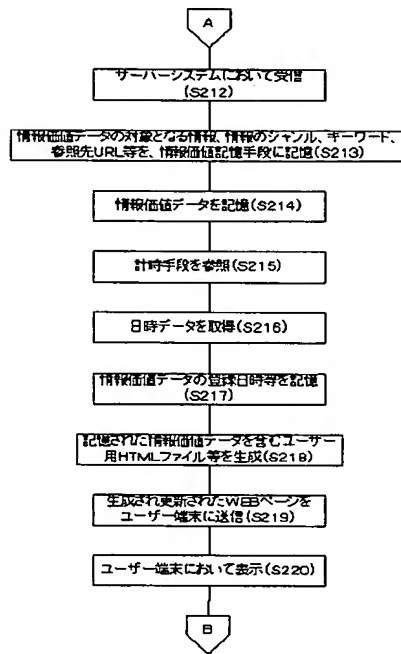 A
サーバーシステムにおいて受信
(S212)
情報価値データの対象となる情報、情報のジャンル、キーワード、
参照先URL等を、情報価値記憶手段に記憶(S213)
情報価値データを記憶(S214)
計時手段を参照(S215)
日時データを取得(S216)
情報価値データの登録日時等を記憶
(S217)
記憶された情報価値データを含むユーザー
用HTMLファイル等を生成(S218)
生成され更新されたWEBページを
ユーザー端末に送信(S219)
ユーザー端末において表示(S220)
B